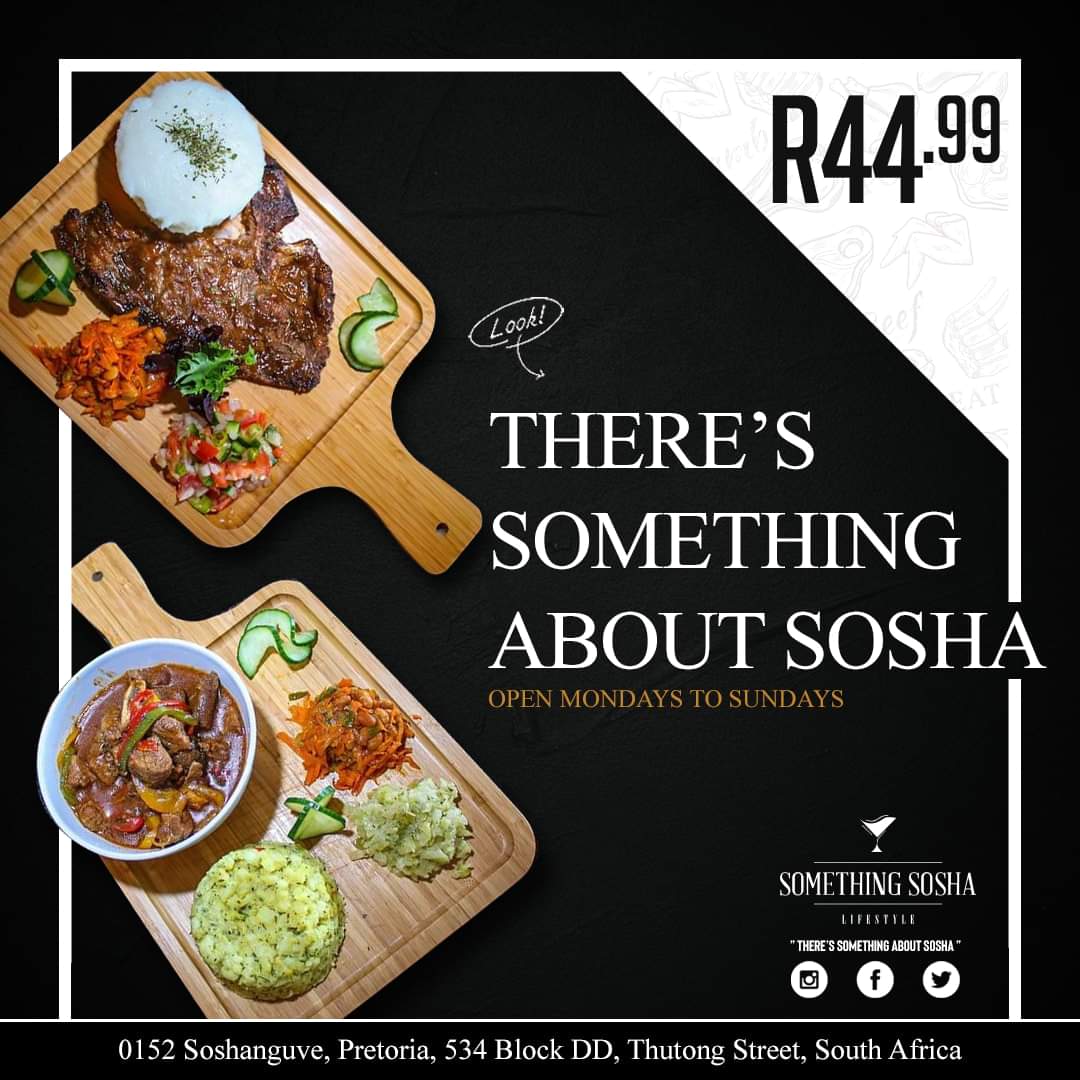 R44.99
Look!
THERE'S
SOMETHING
ABOUT SOSHA
OPEN MONDAYS TO SUNDAYS
SOMETHING SOSHA
LIFESTYLE
" THERE'S SOMETHING ABOUT SOSHA "
0152 Soshanguve, Pretoria, 534 Block DD, Thutong Street, South Africa